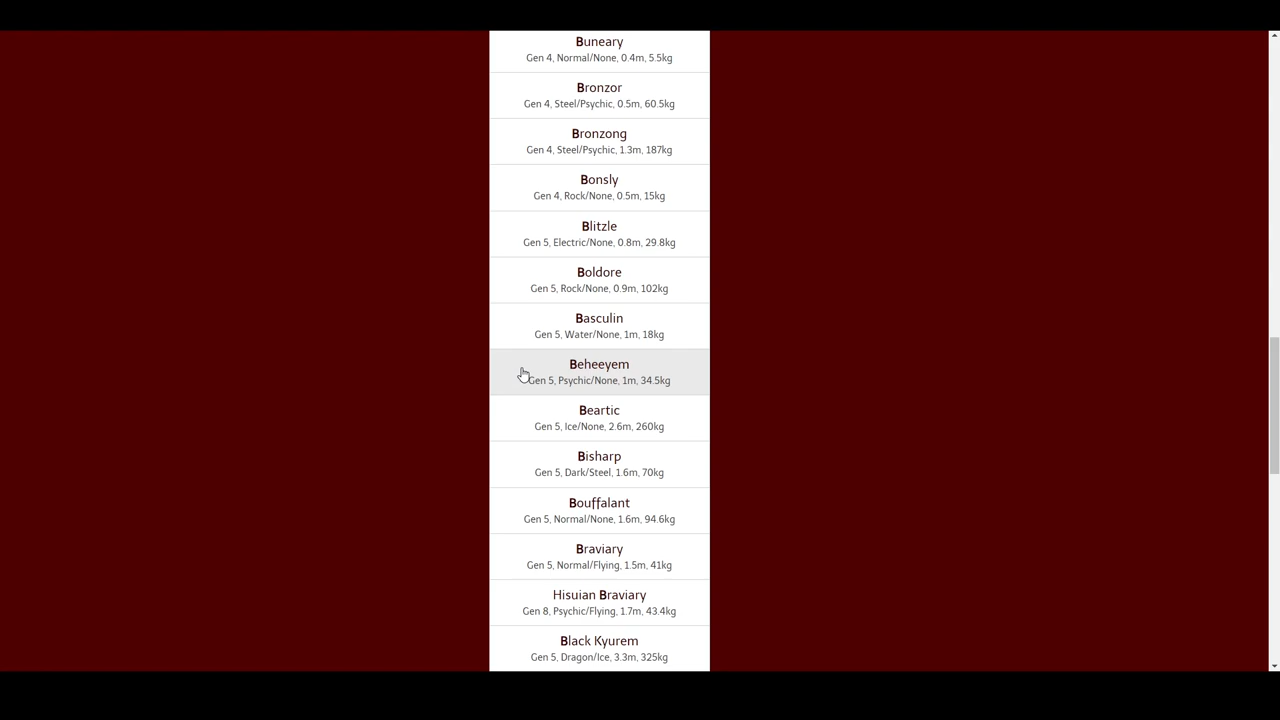 Buneary
Gen 4, Normal/None, 0.4m, 5.5kg
Bronzor
Gen 4, Steel/Psychic, 0.5m, 60.5kg
Bronzong
Gen 4, Steel/Psychic, 1.3m, 187kg
Bonsly
Gen 4, Rock/None, 0.5m, 15kg
Blitzle
Gen 5, Electric/None, 0.8m, 29.8kg
Boldore
Gen 5, Rock/None, 0.9m, 102kg
Basculin
Gen 5, Water/None, 1m, 18kg
Beheeyem
Gen 5, Psychic/None, 1m, 34.5kg
Beartic
Gen 5, Ice/None, 2.6m, 260kg
Bisharp
Gen 5, Dark/Steel, 1.6m, 70kg
Bouffalant
Gen 5, Normal/None, 1.6m, 94.6kg
Braviary
Gen 5, Normal/Flying, 1.5m, 41kg
Hisuian Braviary
Gen 8, Psychic/Flying, 1.7m, 43.4kg
Black Kyurem
Gen 5, Dragon/Ice, 3.3m, 325kg